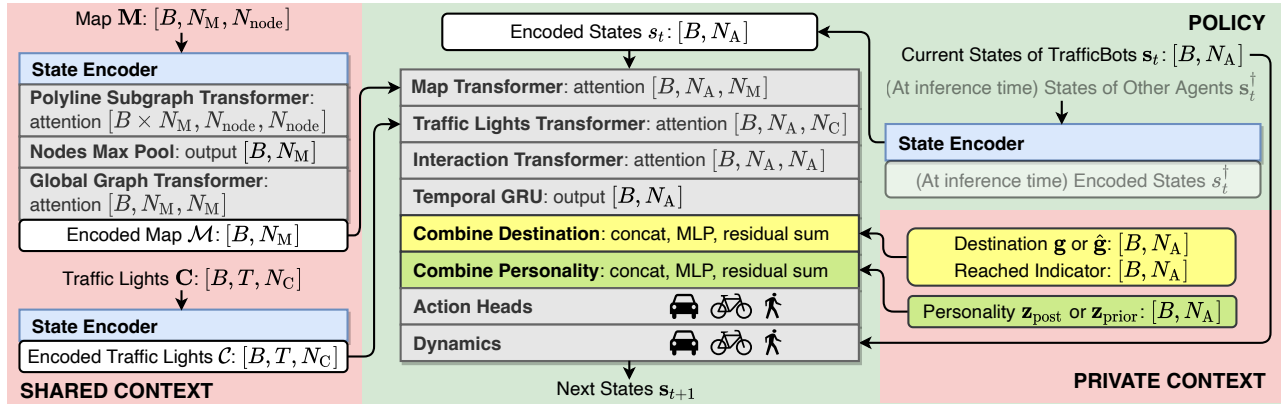 Map M: [B, N_M, N_node]
State Encoder
Polyline Subgraph Transformer:
attention [B × N_M, N_node, N_node]
Nodes Max Pool: output [B, N_M]
Global Graph Transformer:
attention [B, N_M, N_M]
Encoded Map ℳ: [B, N_M]
Traffic Lights C: [B, T, N_C]
State Encoder
Encoded Traffic Lights 𝒞: [B, T, N_C]
SHARED CONTEXT
Encoded States s_t: [B, N_A]
Map Transformer: attention [B, N_A, N_M]
Traffic Lights Transformer: attention [B, N_A, N_C]
Interaction Transformer: attention [B, N_A, N_A]
Temporal GRU: output [B, N_A]
Combine Destination: concat, MLP, residual sum
Combine Personality: concat, MLP, residual sum
Action Heads
Dynamics
Next States s_{t+1}
POLICY
Current States of TrafficBots s_t: [B, N_A]
(At inference time) States of Other Agents s_t^†
State Encoder
(At inference time) Encoded States s_t^†
Destination g or ĝ: [B, N_A]
Reached Indicator: [B, N_A]
Personality z_post or z_prior: [B, N_A]
PRIVATE CONTEXT